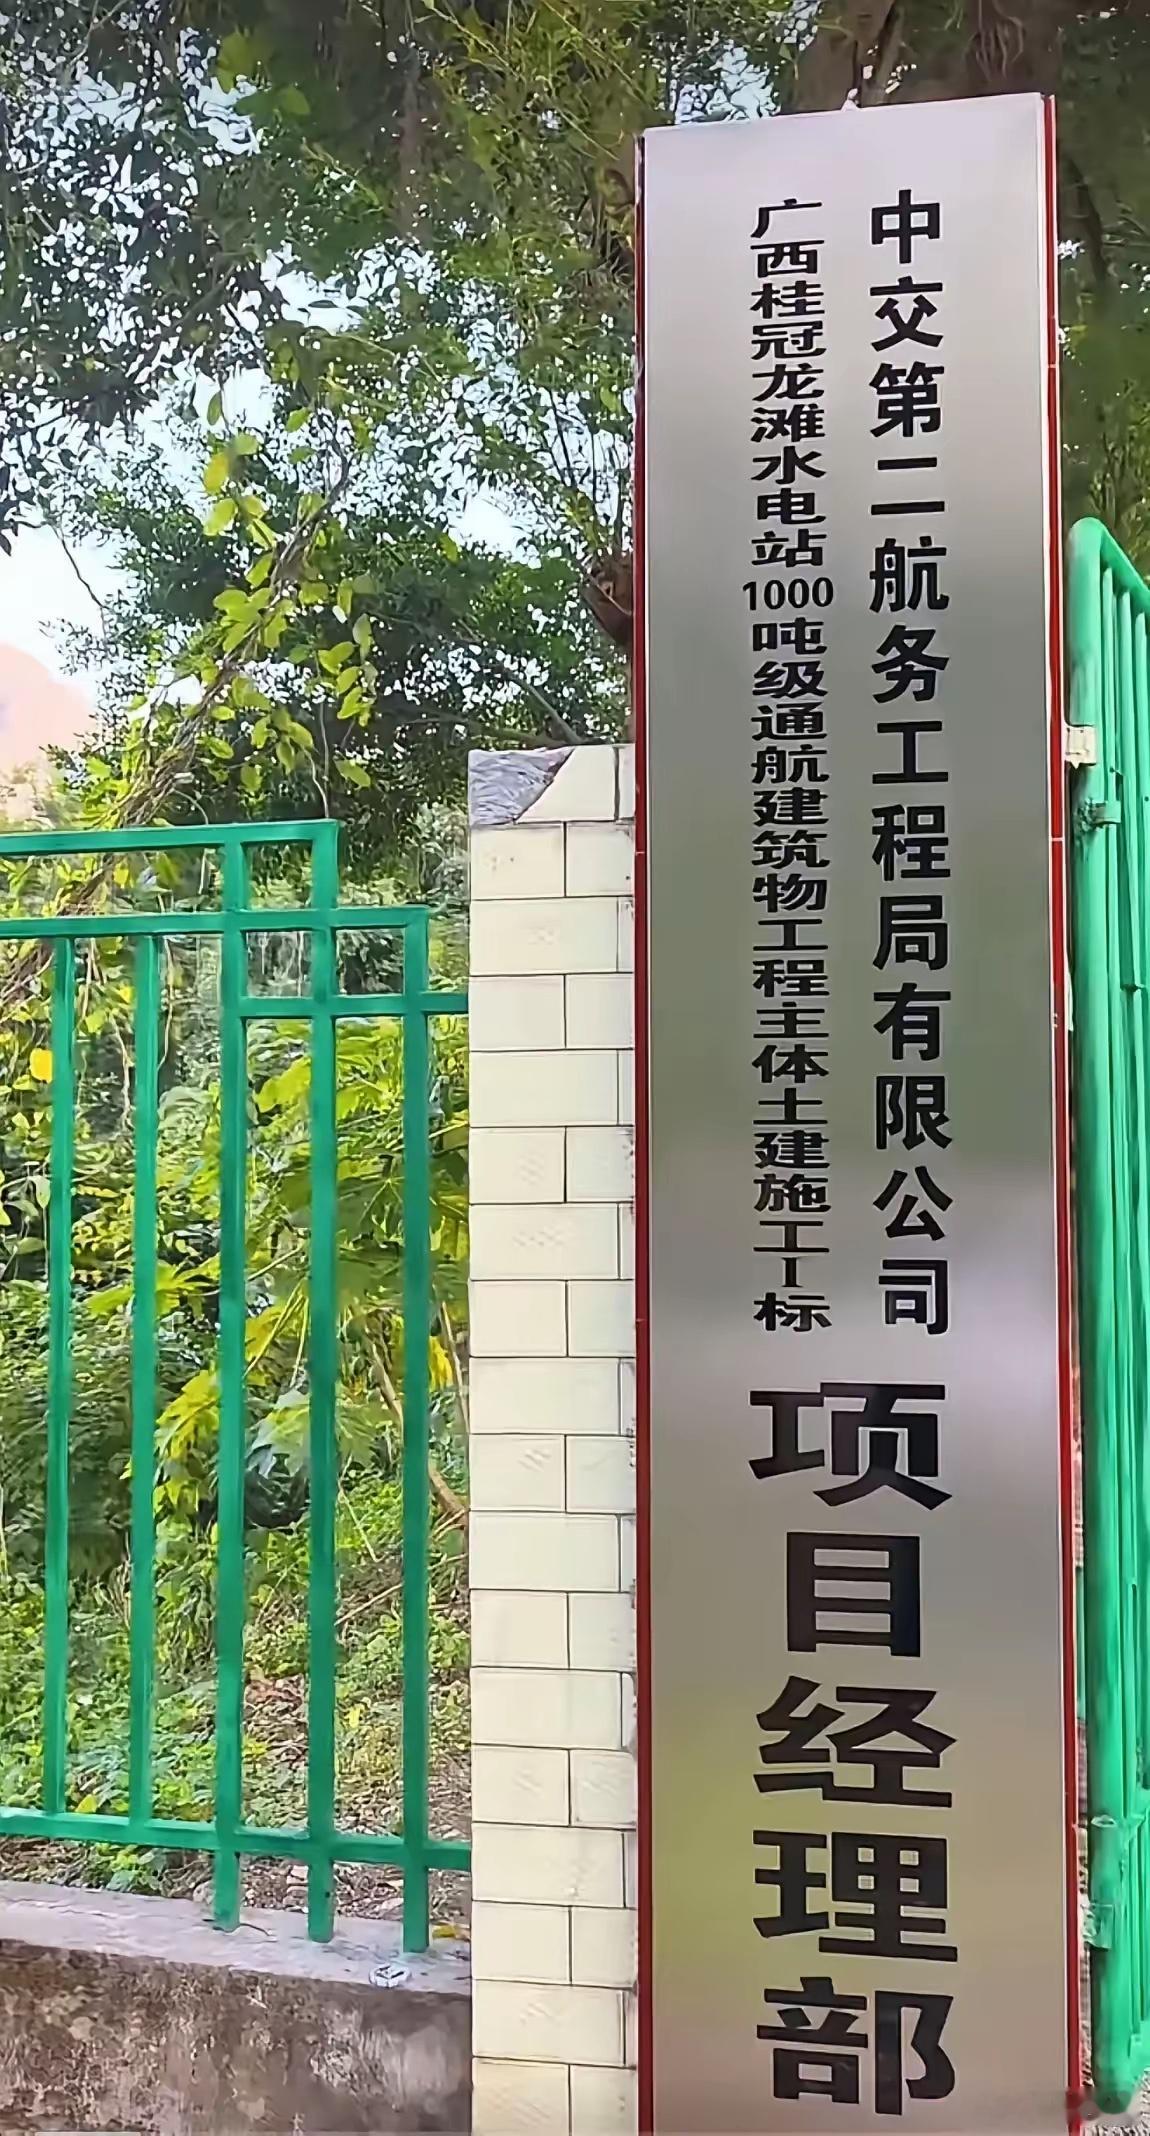 中交第二航务工程局有限公司
广西桂冠龙滩水电站1000吨级通航建筑物工程主体土建施工I标
项目经理部